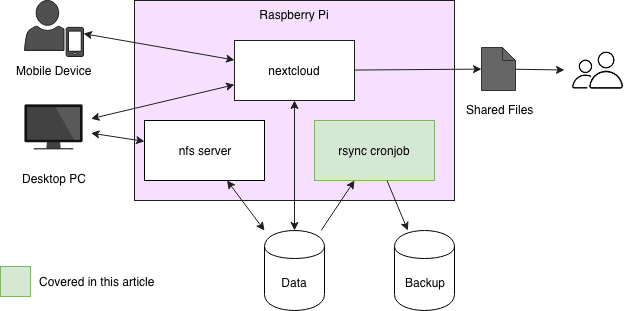 Raspberry Pi
Mobile Device
nextcloud
Shared Files
Desktop PC
nfs server
rsync cronjob
Data
Backup
Covered in this article